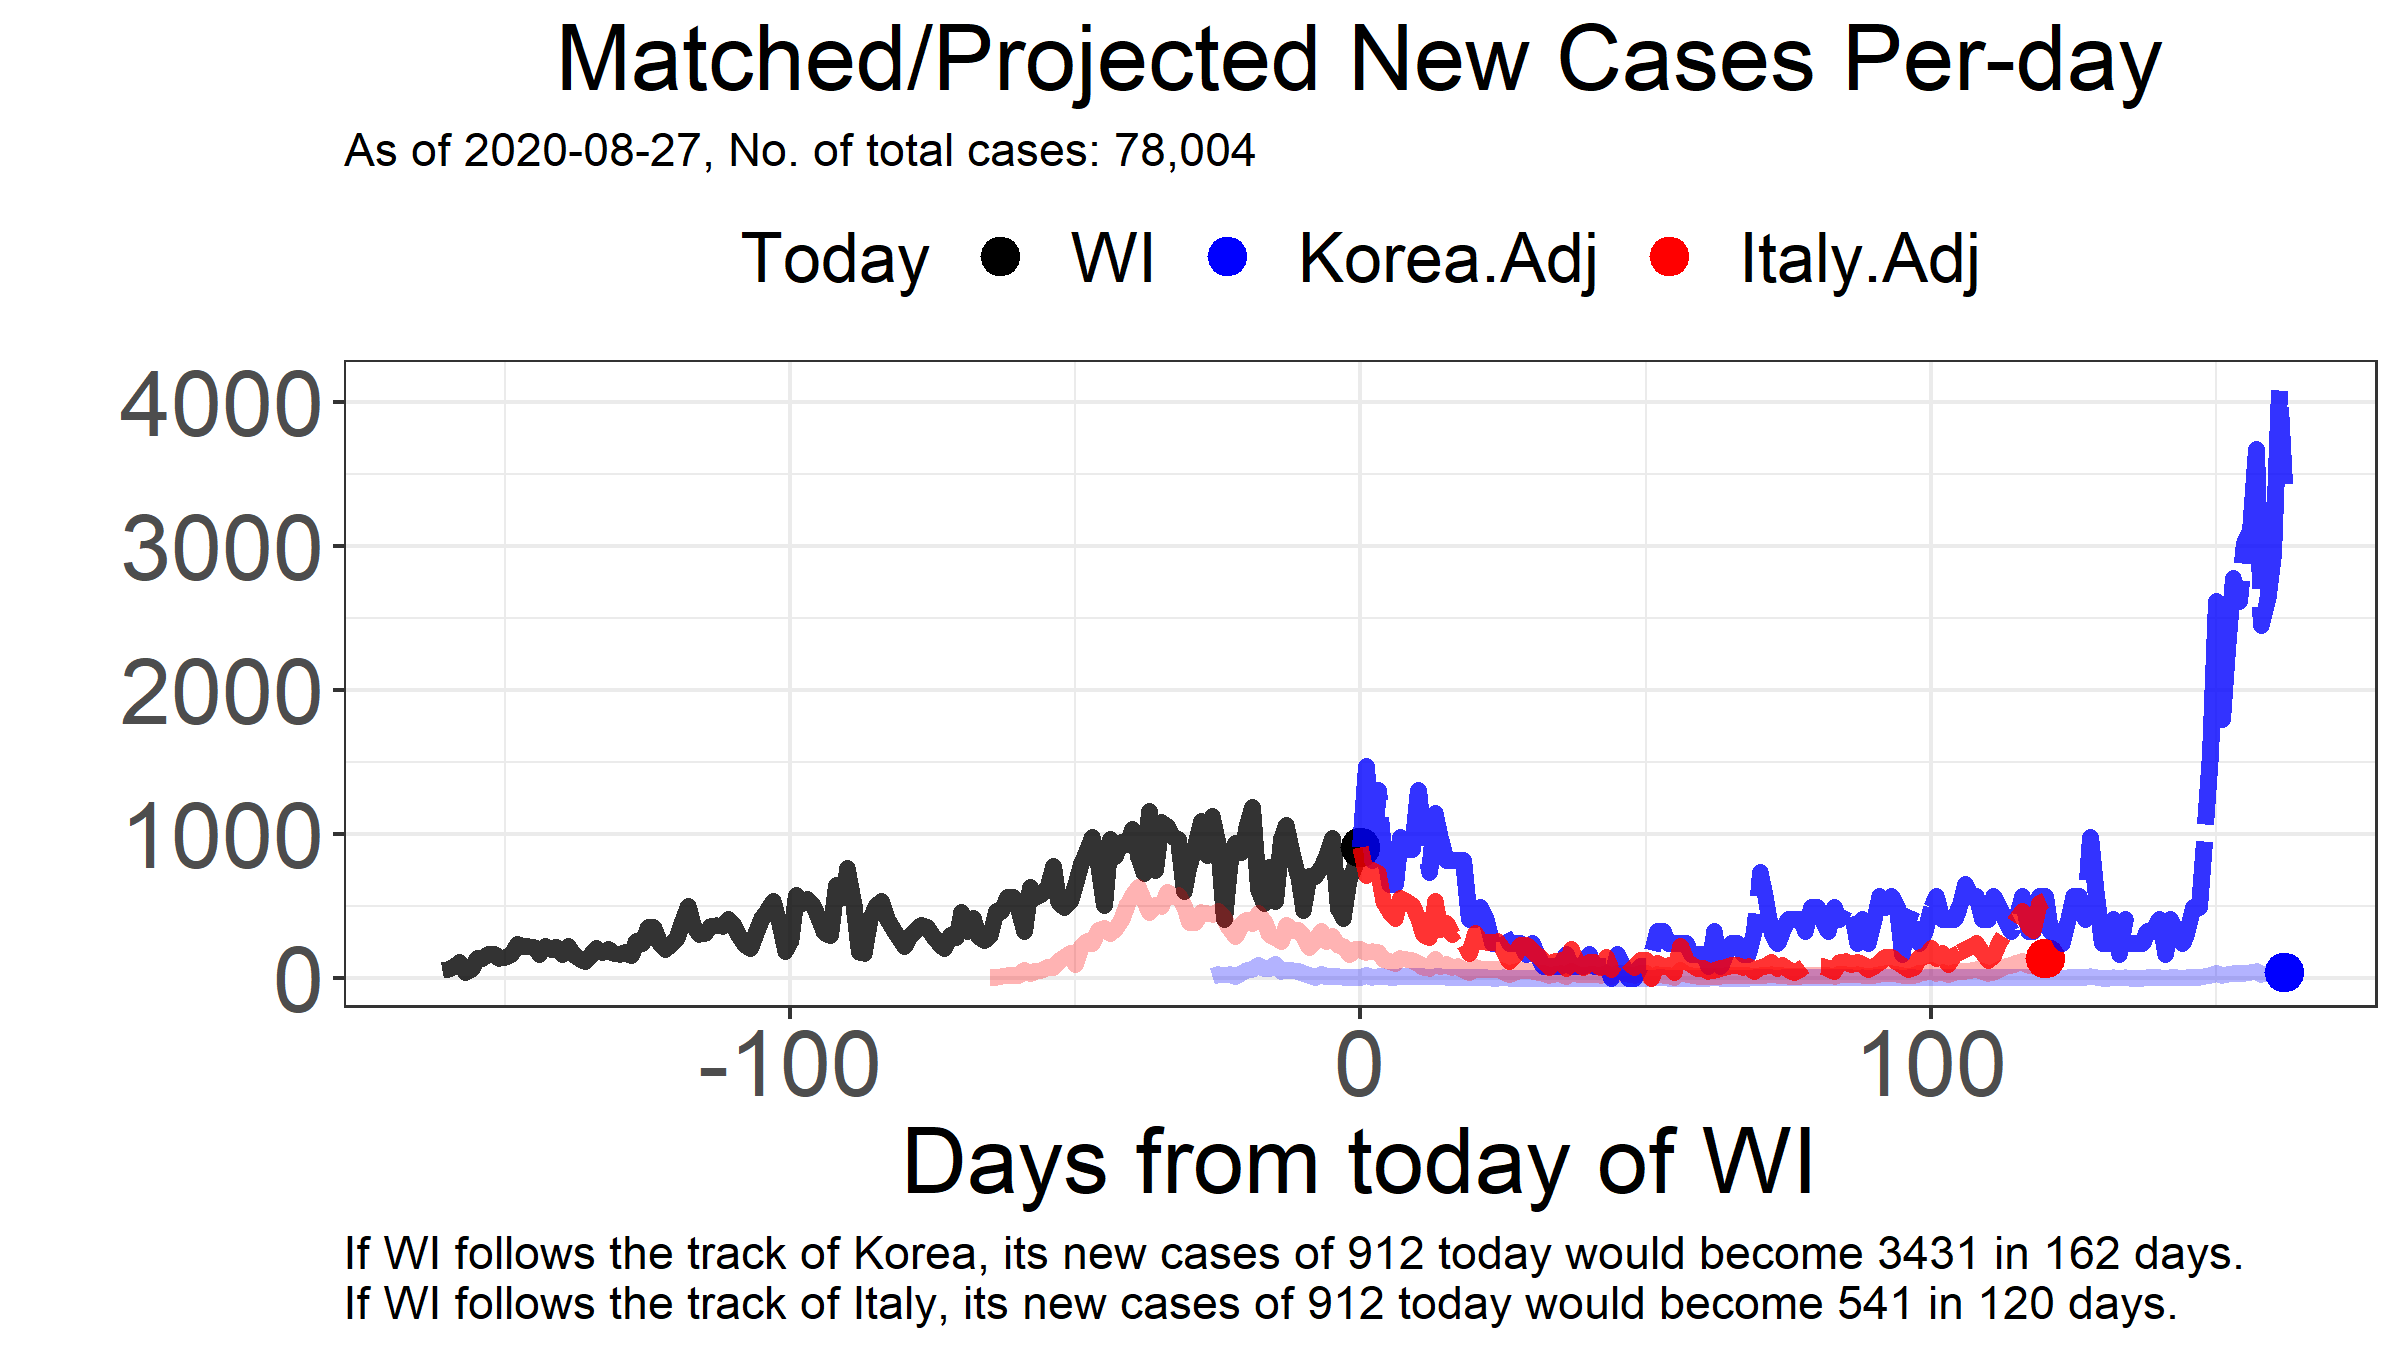 Matched/Projected New Cases Per-day
As of 2020-08-27, No. of total cases: 78,004
Today WI Korea.Adj Italy.Adj
4000
3000
2000
1000
0
-100 0 100
Days from today of WI
If WI follows the track of Korea, its new cases of 912 today would become 3431 in 162 days.
If WI follows the track of Italy, its new cases of 912 today would become 541 in 120 days.